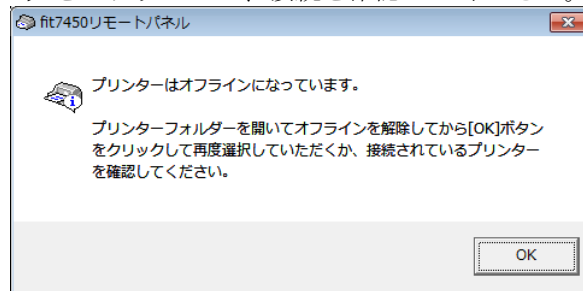 fit7450リモートパネル
プリンターはオフラインになっています。
プリンターフォルダーを開いてオフラインを解除してから[OK]ボタン
をクリックして再度選択していただくか、接続されているプリンター
を確認してください。
OK